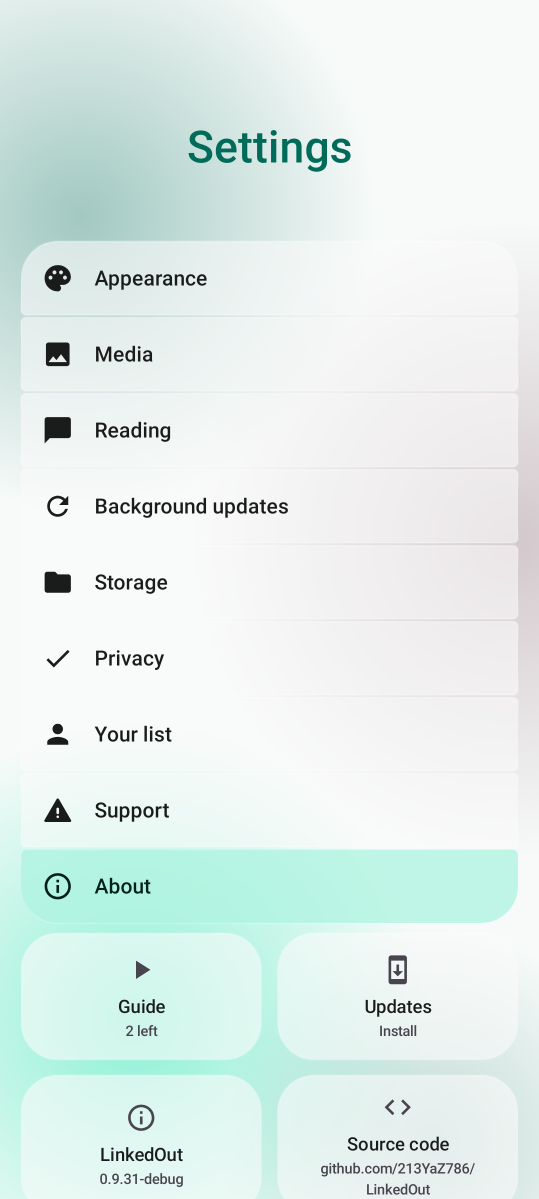 Settings
Appearance
Media
Reading
Background updates
Storage
Privacy
Your list
Support
About
Guide
2 left
Updates
Install
LinkedOut
0.9.31-debug
Source code
github.com/213YaZ786/
LinkedOut